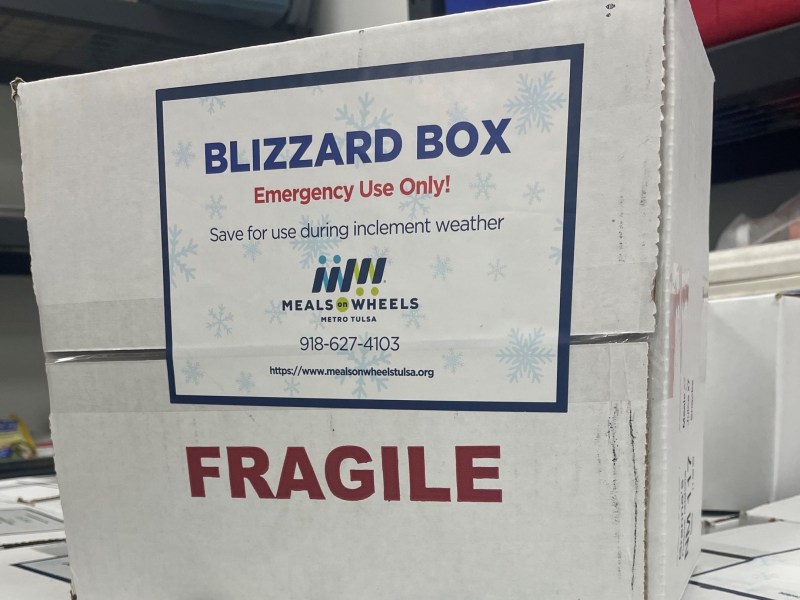 BLIZZARD BOX
Emergency Use Only!
Save for use during inclement weather
MEALS on WHEELS
METRO TULSA
918-627-4103
https://www.mealsonwheelstulsa.org
FRAGILE